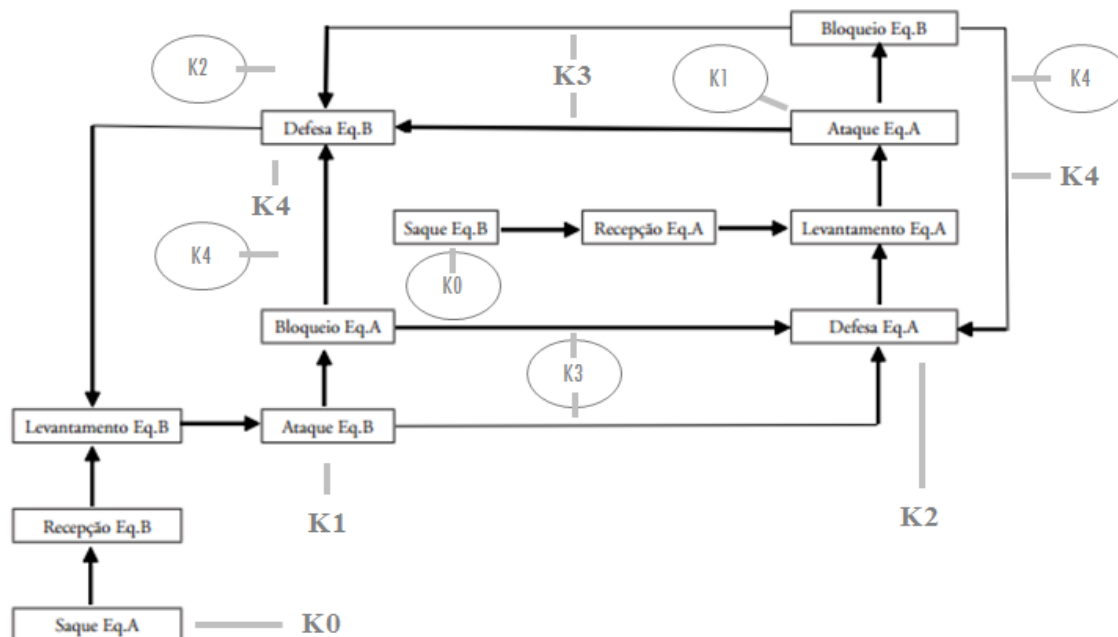 Bloqueio Eq.B
K2
K3
K1
K4
Defesa Eq.B
Ataque Eq.A
K4
K4
Saque Eq.B
Recepção Eq.A
Levantamento Eq.A
K4
K0
Bloqueio Eq.A
Defesa Eq.A
K3
Levantamento Eq.B
Ataque Eq.B
K2
K1
Recepção Eq.B
Saque Eq.A
K0